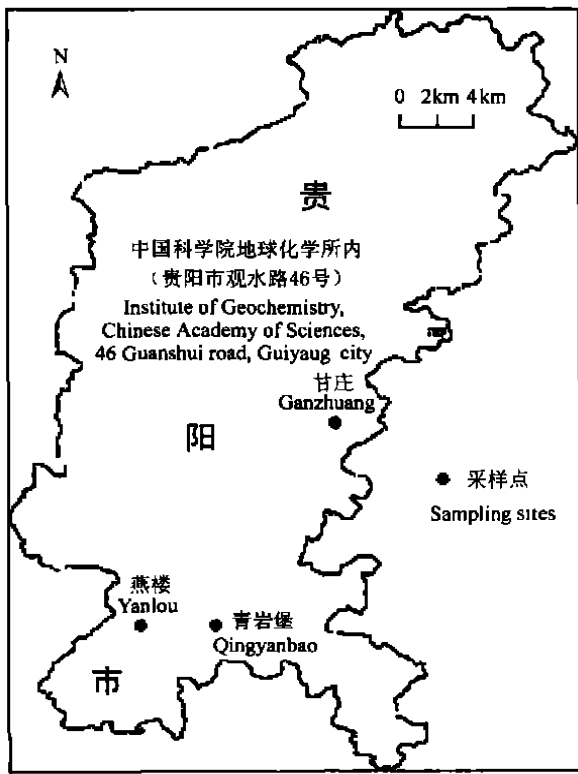 N
0 2km 4km
贵
中国科学院地球化学所内
(贵阳市观水路46号)
Institute of Geochemistry,
Chinese Academy of Sciences,
46 Guanshui road, Guiyaug city
甘庄
Ganzhuang
阳
采样点
Sampling sites
燕楼
Yanlou
青岩堡
Qingyanbao
市